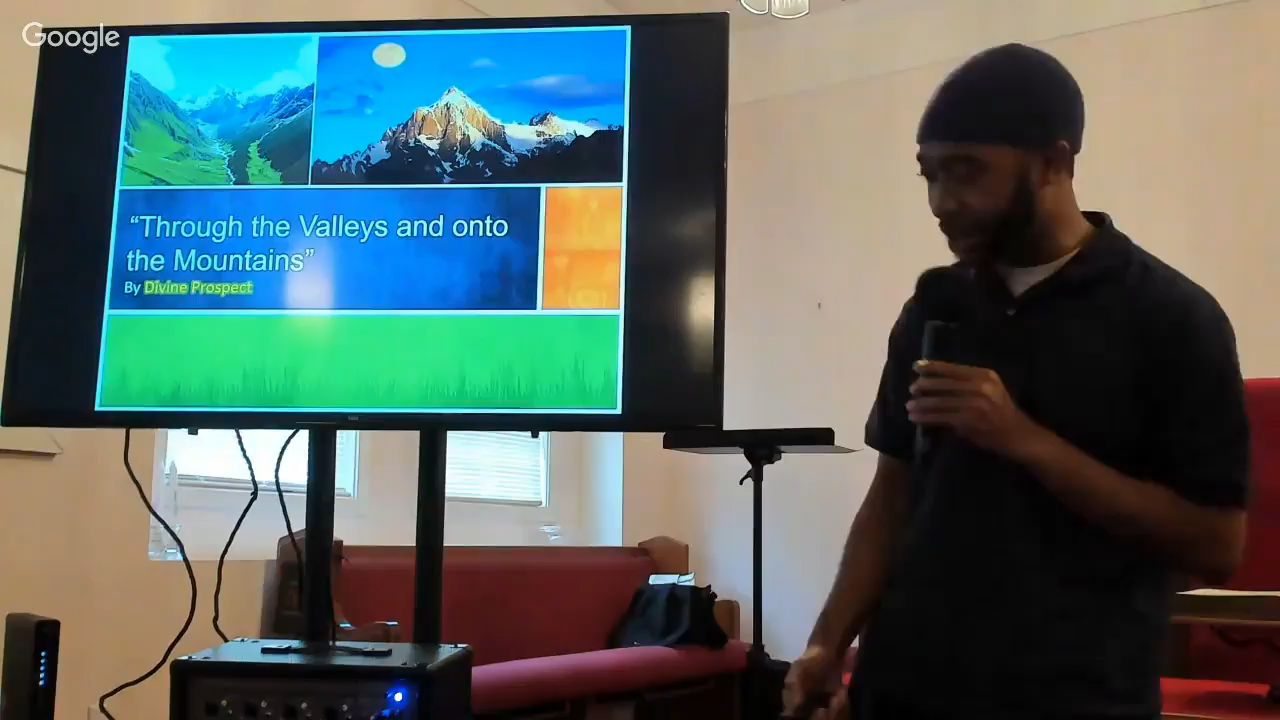 Google
“Through the Valleys and onto
the Mountains”
By Divine Prospect